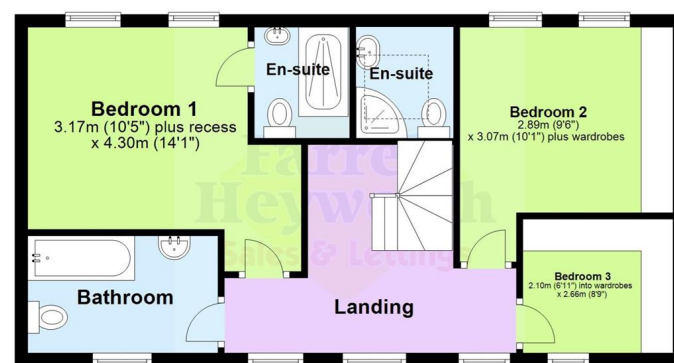 En-suite
En-suite
Bedroom 1
3.17m (10'5") plus recess
x 4.30m (14'1")
Bedroom 2
2.89m (9'6")
x 3.07m (10'1") plus wardrobes
Farrell
Heyworth
Sales & Lettings
Bathroom
Landing
Bedroom 3
2.10m (6'11") into wardrobes
x 2.66m (8'9")